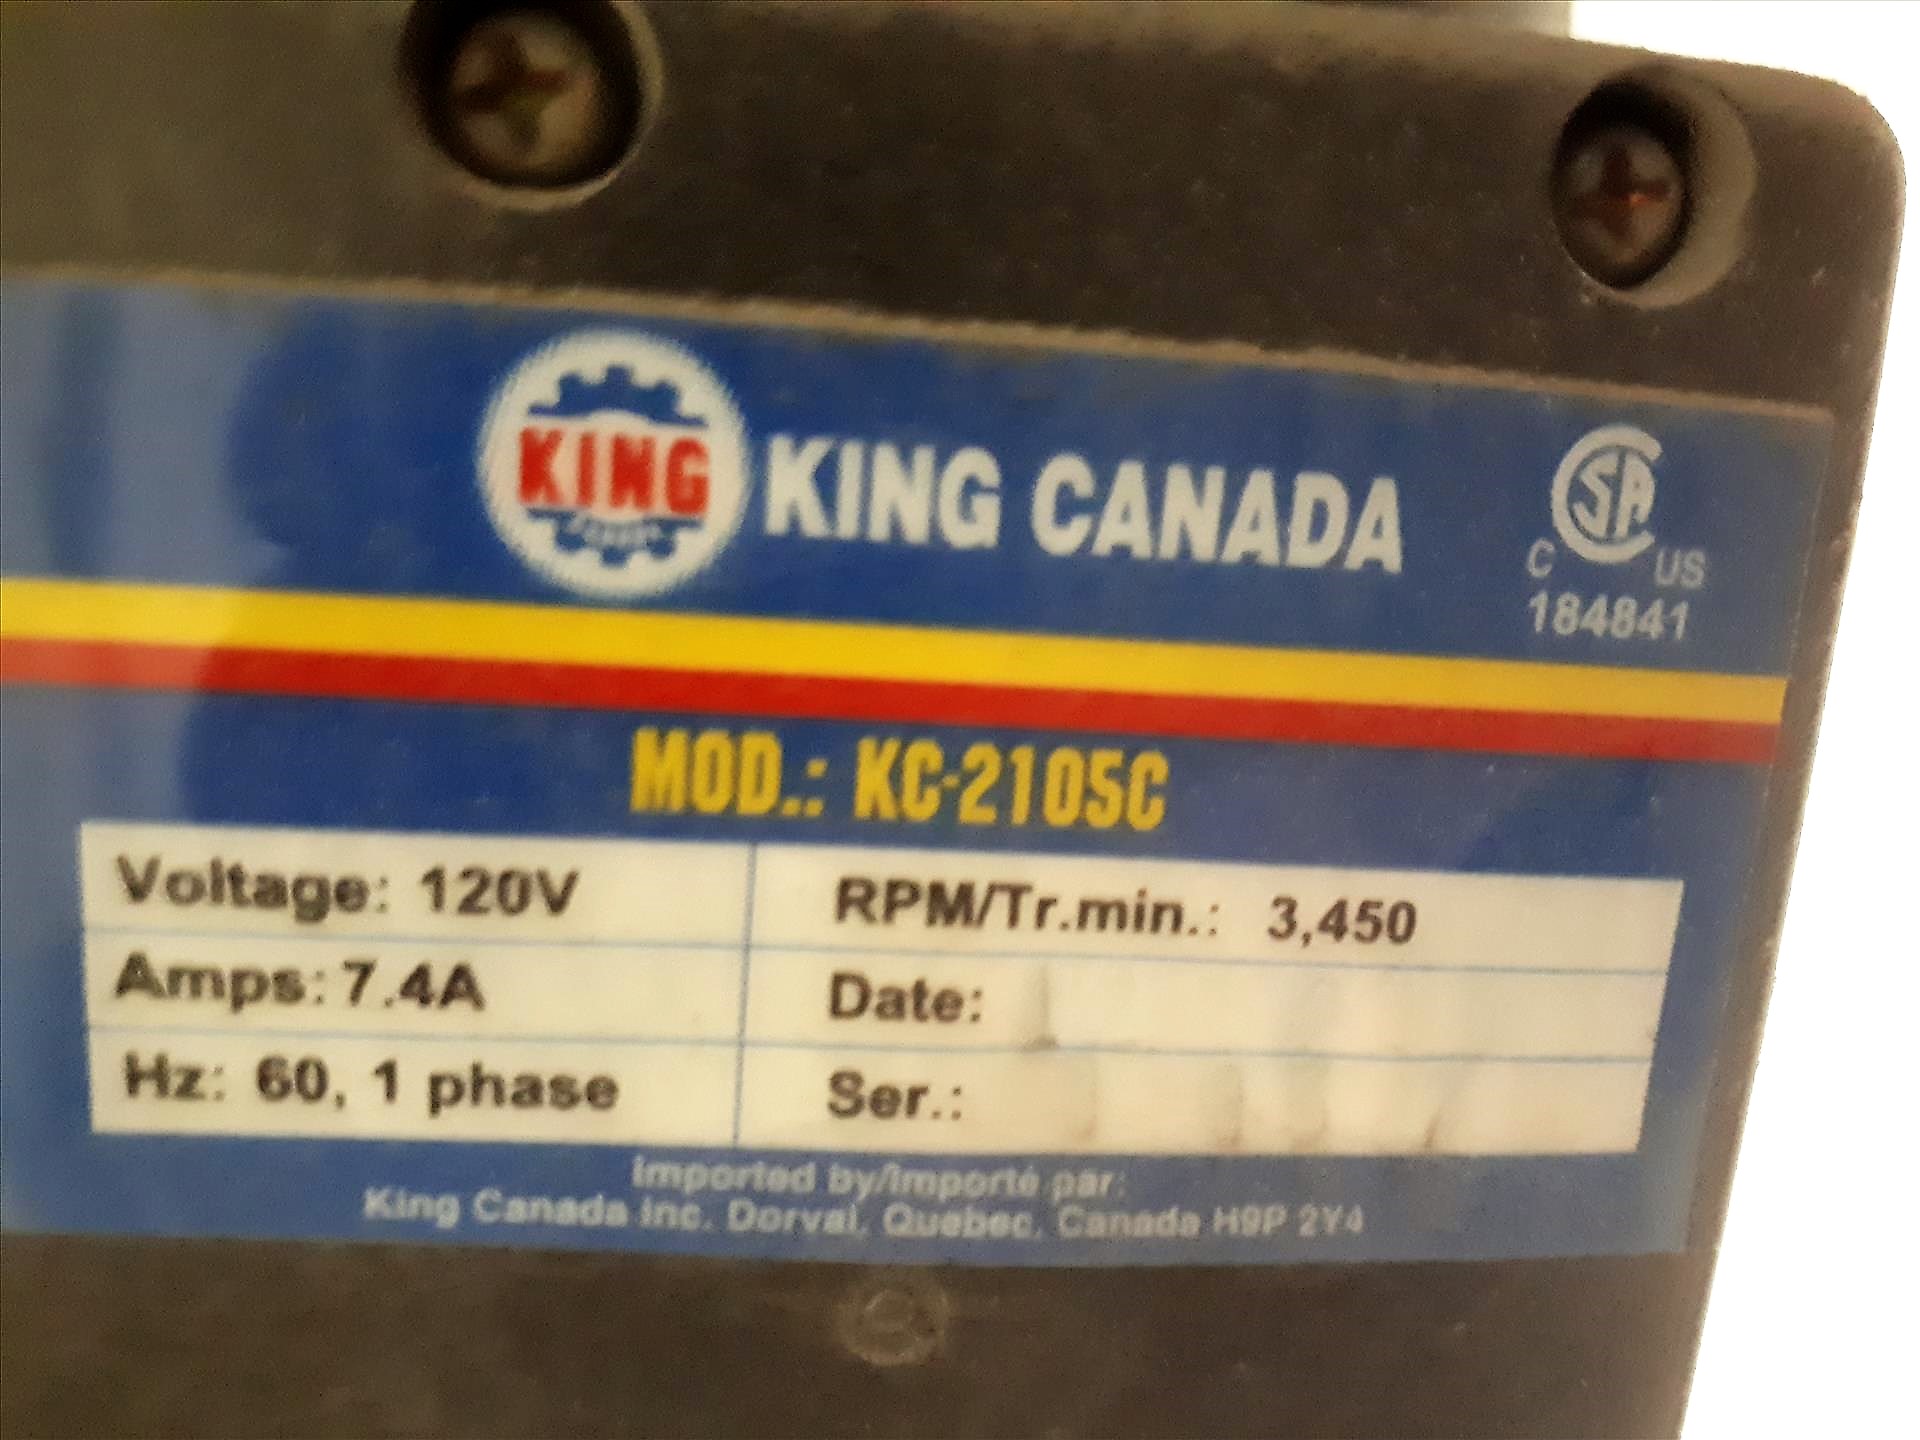 KING
KING CANADA
C US
184841
MOD.: KC-2105C
Voltage: 120V
RPM/Tr.min.: 3,450
Amps: 7.4A
Date:
Hz: 60, 1 phase
Ser.:
Imported by/Importé par:
King Canada Inc. Dorval, Quebec, Canada H9P 2Y4